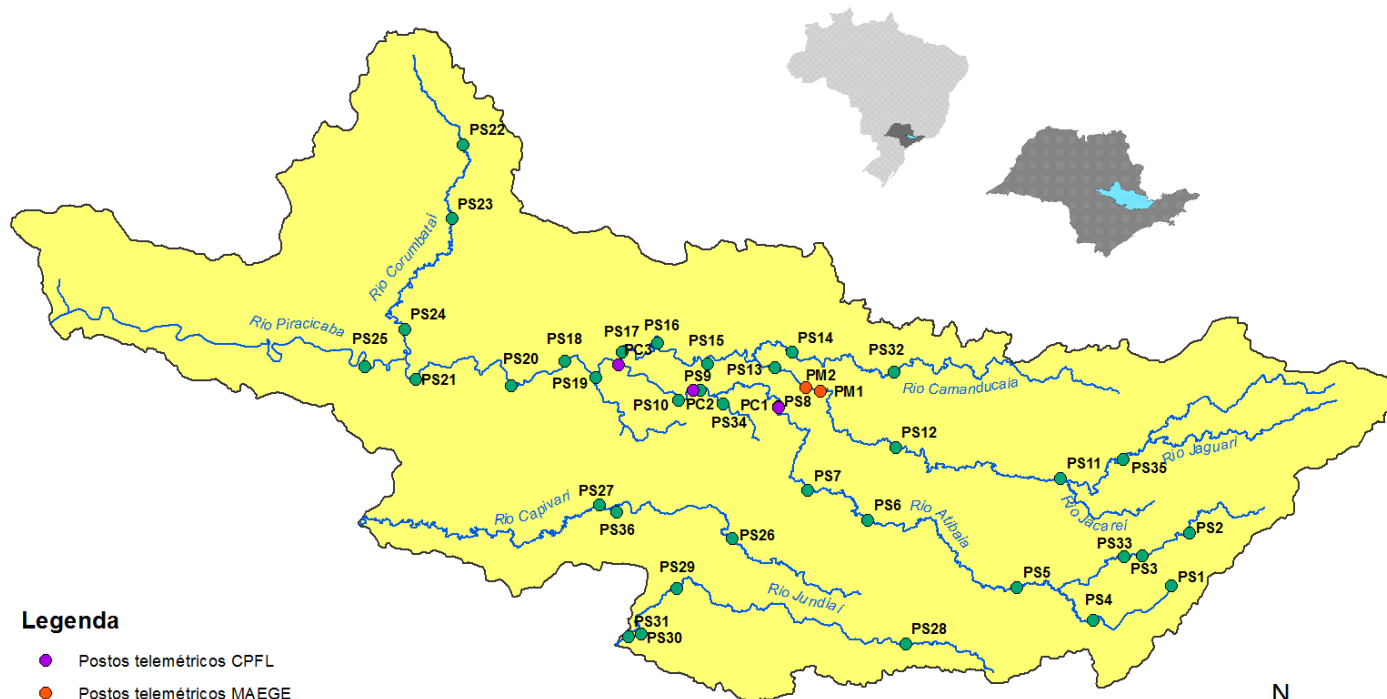 PS22
PS23
Rio Corumbataí
PS24
Rio Piracicaba
PS25
PS21
PS20
PS18
PS17
PC3
PS16
PS19
PS15
PS13
PS14
PS32
PS9
PM2
PM1
Rio Camanducaia
PS10
PC2
PS34
PC1
PS8
PS12
PS11
PS35
Rio Jaguari
Rio Jacareí
PS7
PS6
Rio Atibaia
PS2
PS33
PS3
PS1
PS5
PS4
PS27
Rio Capivari
PS36
PS26
PS29
Rio Jundiaí
PS31
PS30
PS28
Legenda
Postos telemétricos CPFL
Postos telemétricos MAEGE
N